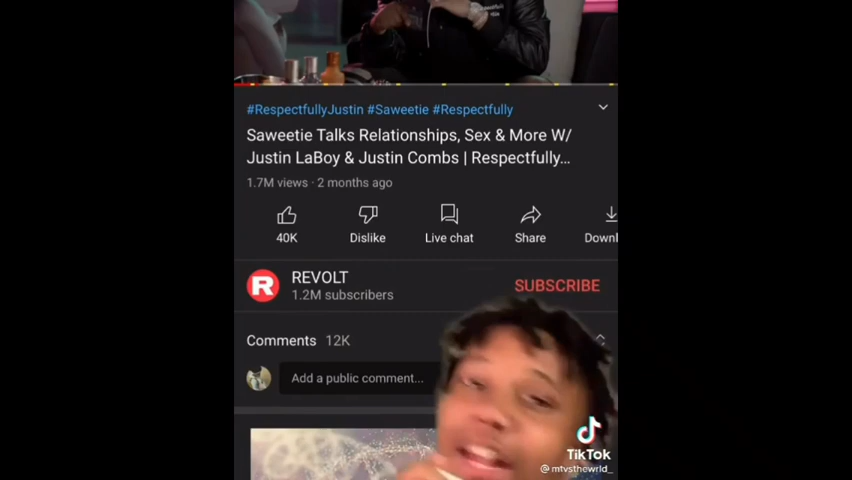 #RespectfullyJustin #Saweetie #Respectfully
Saweetie Talks Relationships, Sex & More W/
Justin LaBoy & Justin Combs | Respectfully...
1.7M views · 2 months ago
40K
Dislike
Live chat
Share
Downl
R
REVOLT
1.2M subscribers
SUBSCRIBE
Comments 12K
Add a public comment...
TikTok
@mtvsthewrld_